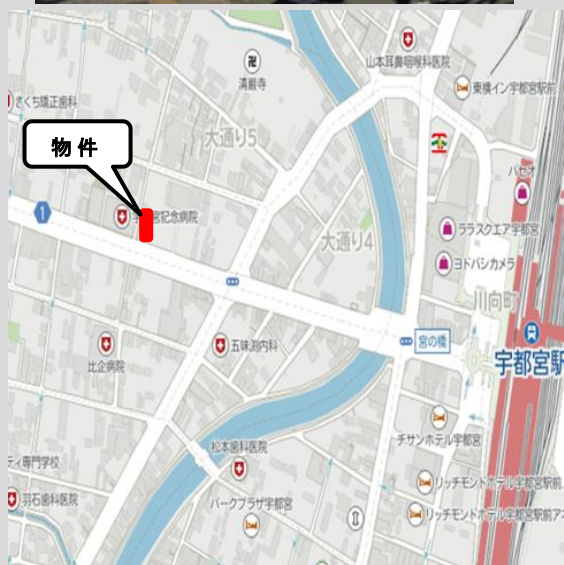 山本耳鼻咽喉科医院
清巌寺
東横イン宇都宮駅前
さくち矯正歯科
大通り5
物件
パセオ
1
宮記念病院
ララスクエア宇都宮
大通り4
ヨドバシカメラ
川向町
宮の橋
五味渕内科
宇都宮駅
比企病院
チサンホテル宇都宮
松本歯科医院
ティ専門学校
リッチモンドホテル宇都宮駅前
羽石歯科医院
パークプラザ宇都宮
リッチモンドホテル宇都宮駅前アネ